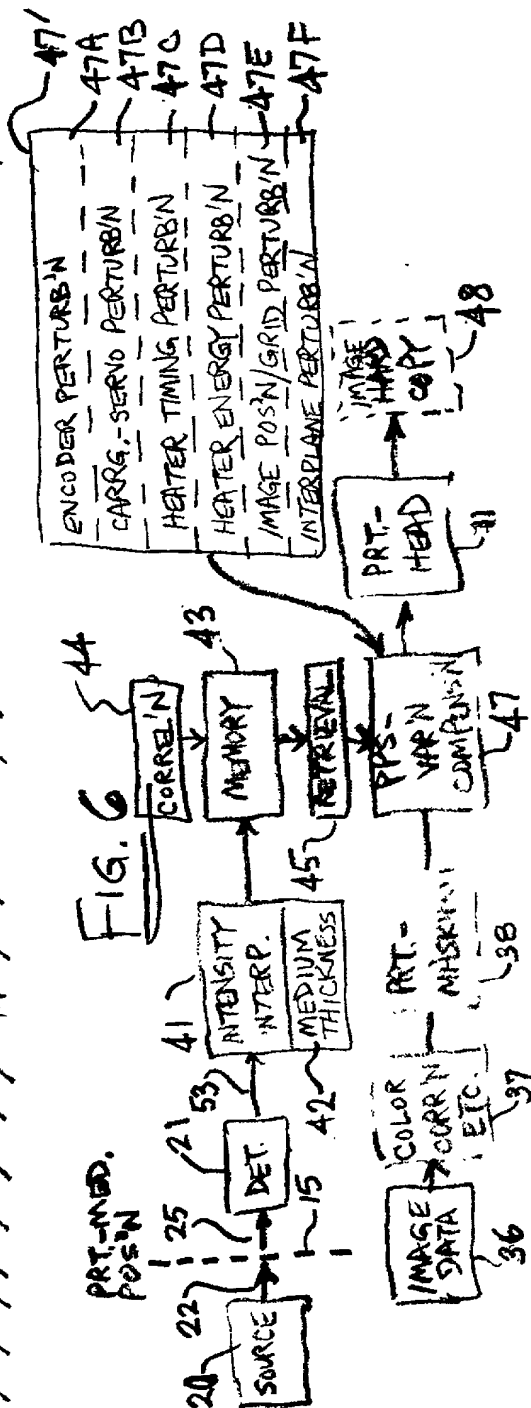 FIG. 6
PRT.-MED.
POS'N
20
SOURCE
22
25
15
21
DET.
53
41
INTENSITY
INTERP.
MEDIUM
THICKNESS
42
44
CORREL'N
MEMORY
43
45
RETRIEVAL
PPS-
VAR'N
COMPENS'N
47
PRT.-
HEAD
11
IMAGE
HARD
COPY
48
IMAGE
DATA
36
COLOR
CORR'N
ETC.
37
PRT.-
38
47'
ENCODER PERTURB'N
47A
CARRG.-SERVO PERTURB'N
47B
HEATER TIMING PERTURB'N
47C
HEATER ENERGY PERTURB'N
47D
IMAGE POS'N/GRID PERTURB'N
47E
INTERPLANE PERTURB'N
47F